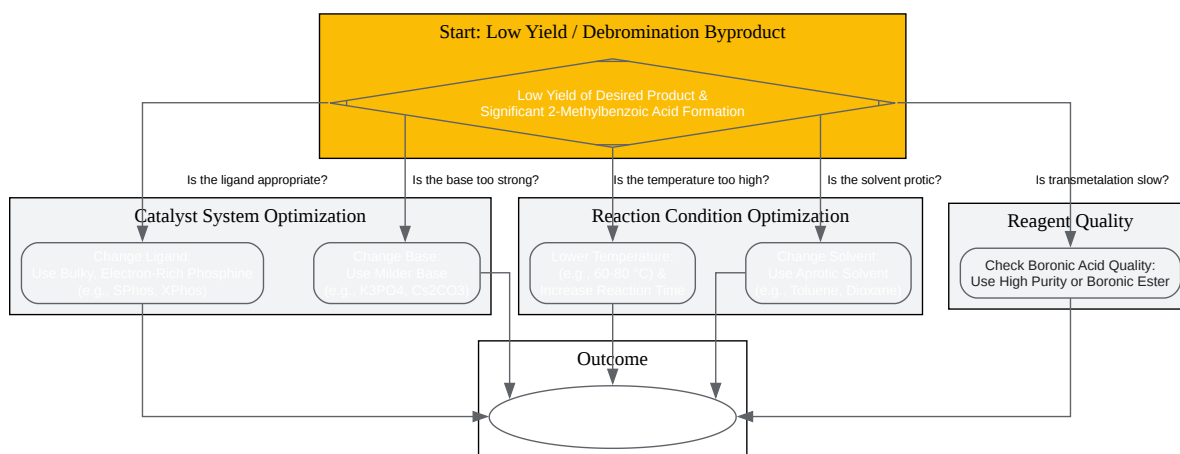 Start: Low Yield / Debromination Byproduct
Low Yield of Desired Product &
Significant 2-Methylbenzoic Acid Formation
Is the ligand appropriate?
Is the base too strong?
Is the temperature too high?
Is the solvent protic?
Is transmetalation slow?
Catalyst System Optimization
Change Ligand:
Use Bulky, Electron-Rich Phosphine
(e.g., SPhos, XPhos)
Change Base:
Use Milder Base
(e.g., K3PO4, Cs2CO3)
Reaction Condition Optimization
Lower Temperature:
(e.g., 60-80 °C) &
Increase Reaction Time
Change Solvent:
Use Aprotic Solvent
(e.g., Toluene, Dioxane)
Reagent Quality
Check Boronic Acid Quality:
Use High Purity or Boronic Ester
Outcome